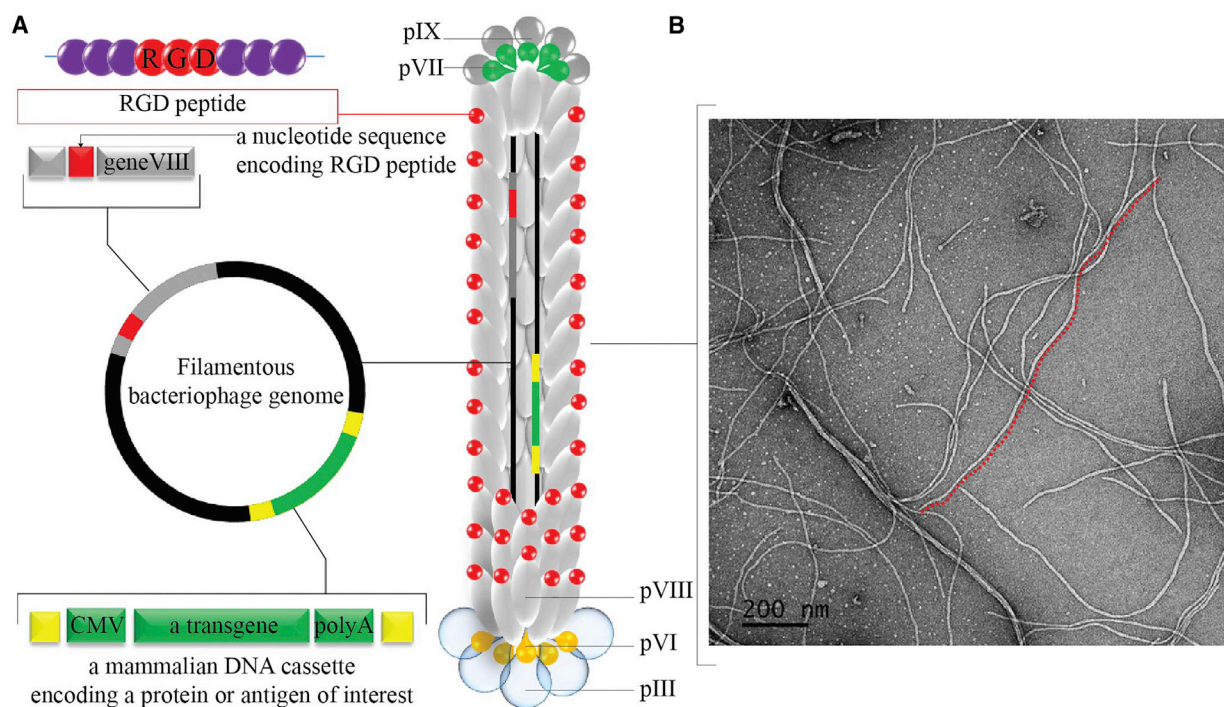 A
B
R G D
RGD peptide
a nucleotide sequence
encoding RGD peptide
geneVIII
Filamentous
bacteriophage genome
CMV
a transgene
polyA
a mammalian DNA cassette
encoding a protein or antigen of interest
pIX
pVII
pVIII
pVI
pIII
200 nm